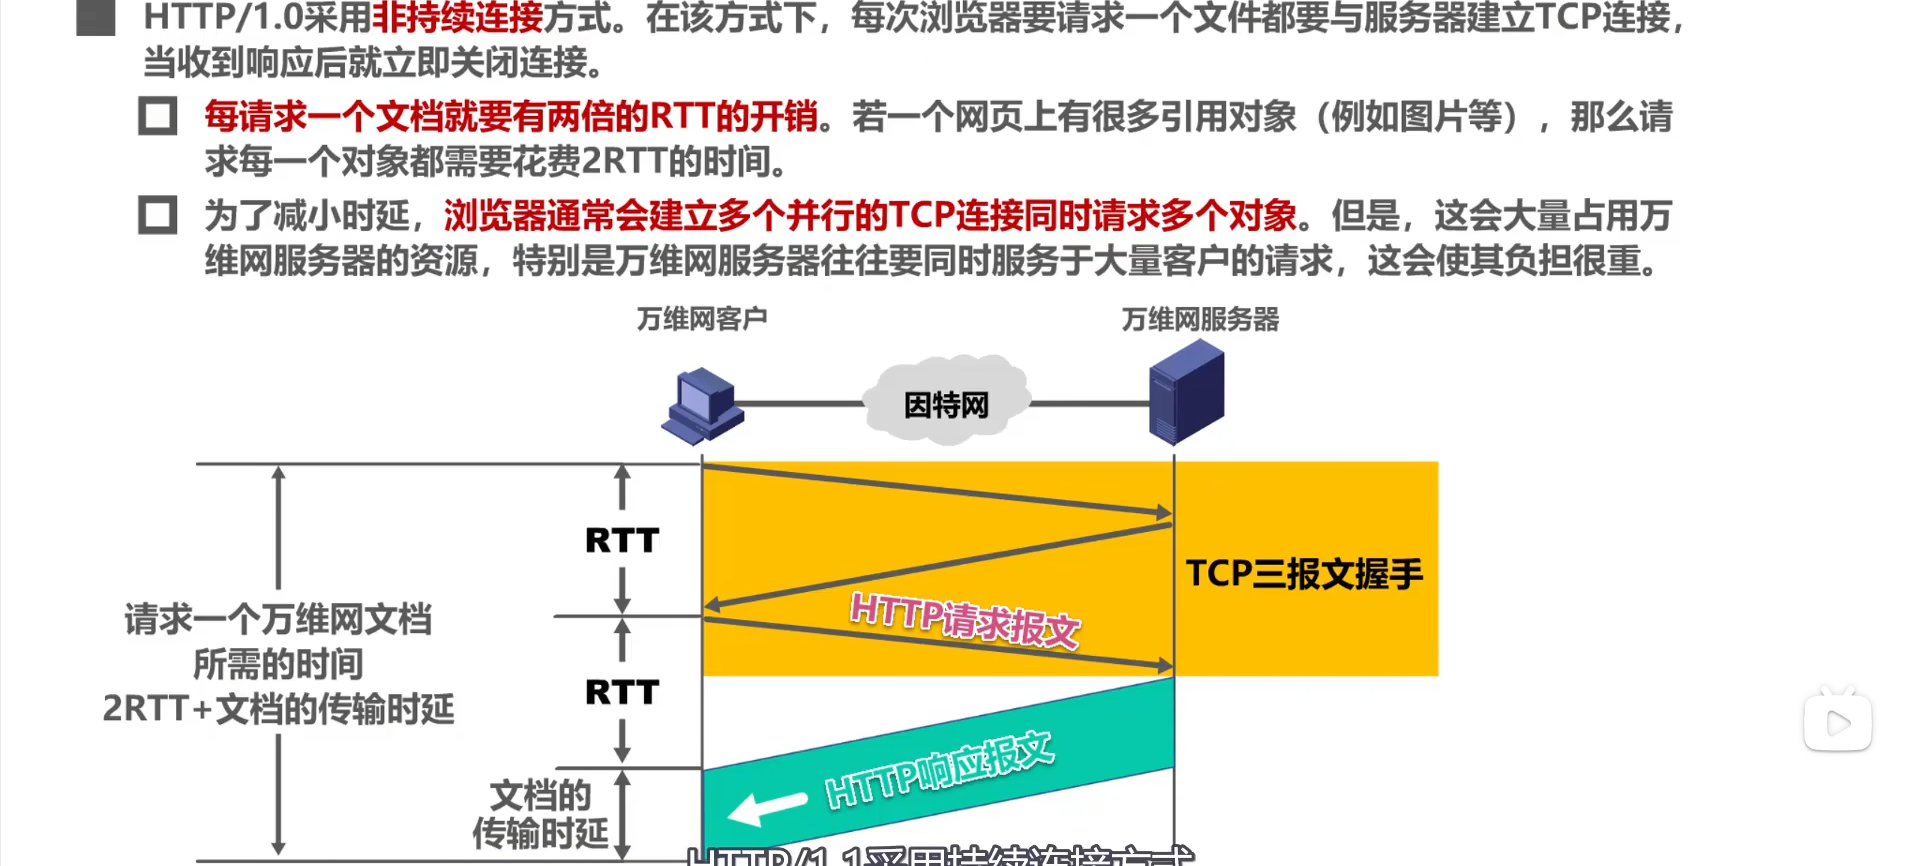 HTTP/1.0采用非持续连接方式。在该方式下，每次浏览器要请求一个文件都要与服务器建立TCP连接，
当收到响应后就立即关闭连接。
每请求一个文档就要有两倍的RTT的开销。若一个网页上有很多引用对象（例如图片等），那么请
求每一个对象都需要花费2RTT的时间。
为了减小时延，浏览器通常会建立多个并行的TCP连接同时请求多个对象。但是，这会大量占用万
维网服务器的资源，特别是万维网服务器往往要同时服务于大量客户的请求，这会使其负担很重。
万维网客户
万维网服务器
因特网
RTT
TCP三报文握手
HTTP请求报文
请求一个万维网文档
所需的时间
2RTT+文档的传输时延
RTT
HTTP响应报文
文档的
传输时延
HTTP/1.1采用持续连接方式